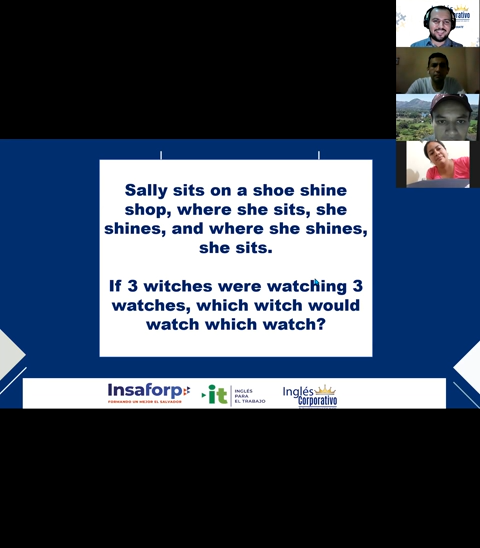 Sally sits on a shoe shine
shop, where she sits, she
shines, and where she shines,
she sits.
If 3 witches were watching 3
watches, which witch would
watch which watch?
Insaforp
FORMANDO UN MEJOR EL SALVADOR
it
INGLÉS
PARA
EL TRABAJO
Inglés
Corporativo